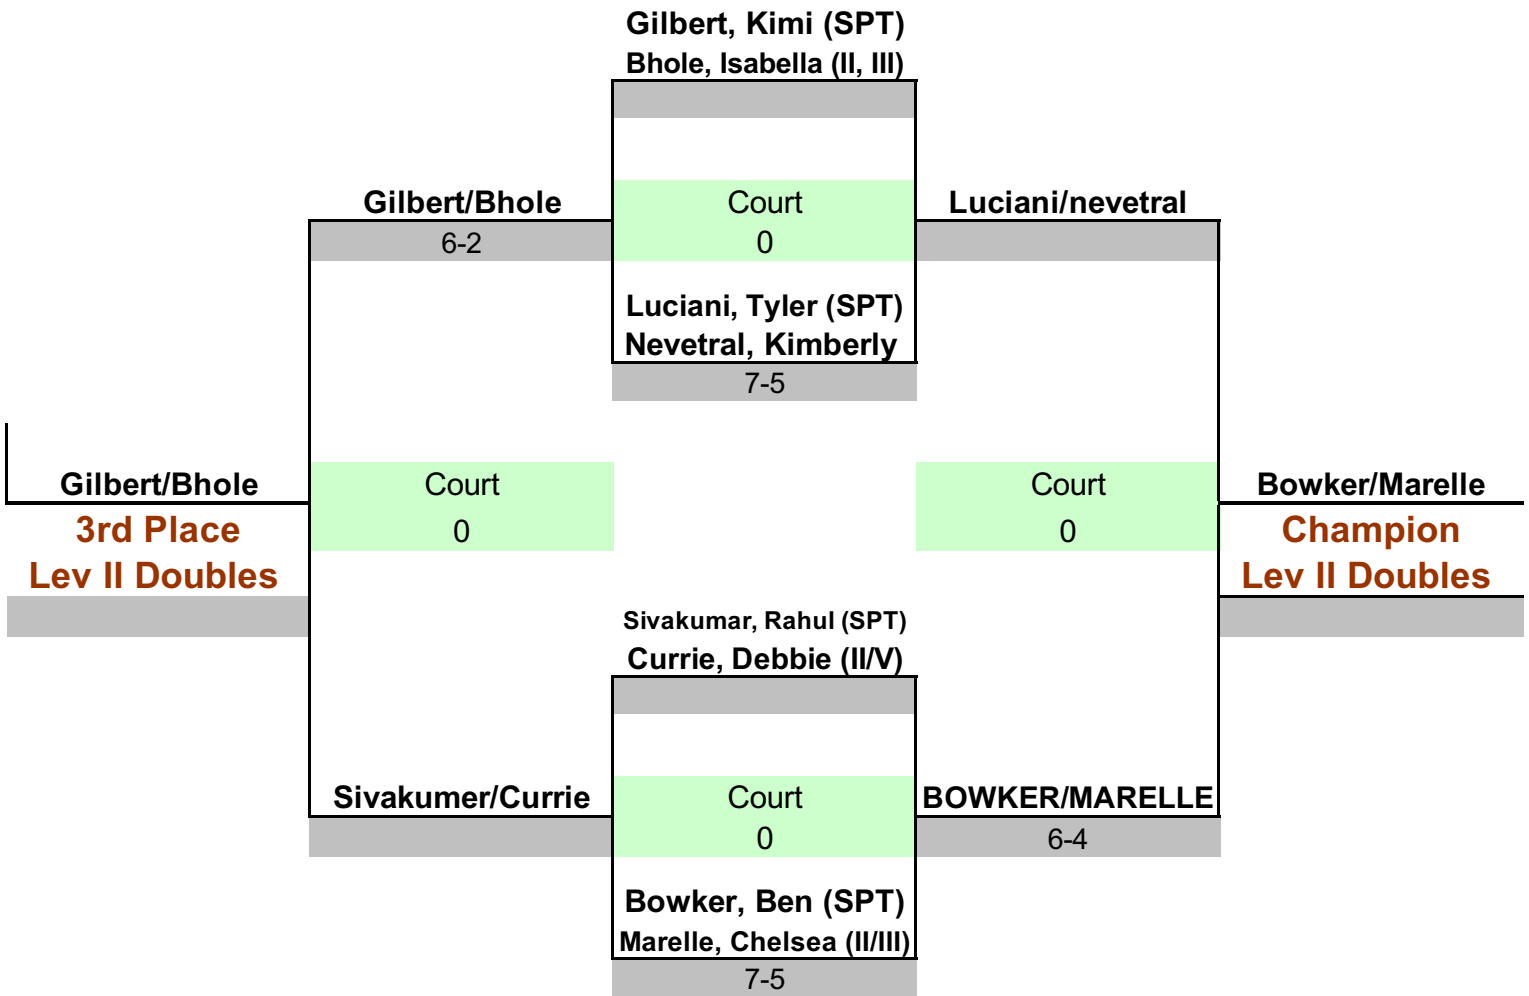 Gilbert, Kimi (SPT)
Bhole, Isabella (II, III)
Gilbert/Bhole
Court
Luciani/nevetral
6-2
0
Luciani, Tyler (SPT)
Nevetral, Kimberly
7-5
Gilbert/Bhole
Court
Court
Bowker/Marelle
3rd Place
0
0
Champion
Lev II Doubles
Lev II Doubles
Sivakumar, Rahul (SPT)
Currie, Debbie (II/V)
Sivakumer/Currie
Court
BOWKER/MARELLE
0
6-4
Bowker, Ben (SPT)
Marelle, Chelsea (II/III)
7-5